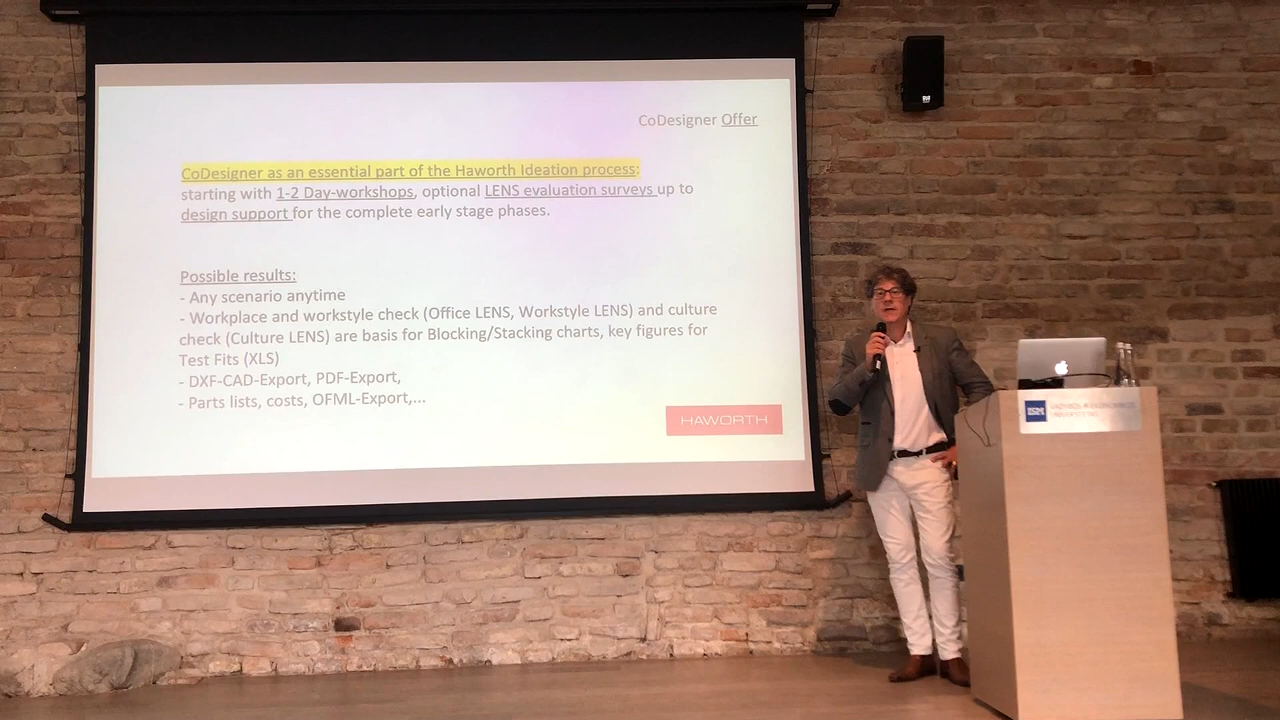 CoDesigner Offer
CoDesigner as an essential part of the Haworth Ideation process:
starting with 1-2 Day-workshops, optional LENS evaluation surveys up to
design support for the complete early stage phases.
Possible results:
- Any scenario anytime
- Workplace and workstyle check (Office LENS, Workstyle LENS) and culture
check (Culture LENS) are basis for Blocking/Stacking charts, key figures for
Test Fits (XLS)
- DXF-CAD-Export, PDF-Export,
- Parts lists, costs, OFML-Export,...
HAWORTH
ISM